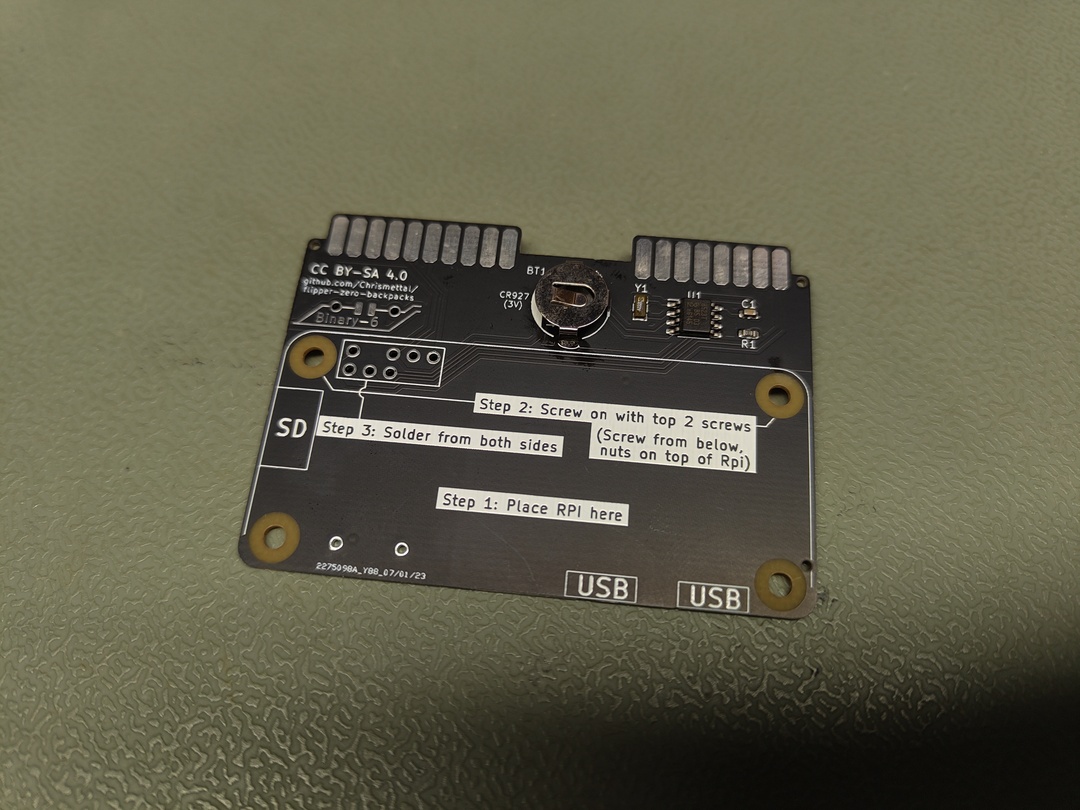 CC BY-SA 4.0
github.com/Chrismettal/
flipper-zero-backpacks
Binary-6
BT1
CR927
(3V)
Y1
U1
C1
R1
SD
Step 2: Screw on with top 2 screws
(Screw from below,
nuts on top of Rpi)
Step 3: Solder from both sides
Step 1: Place RPI here
2275098A_Y88_07/01/23
USB
USB